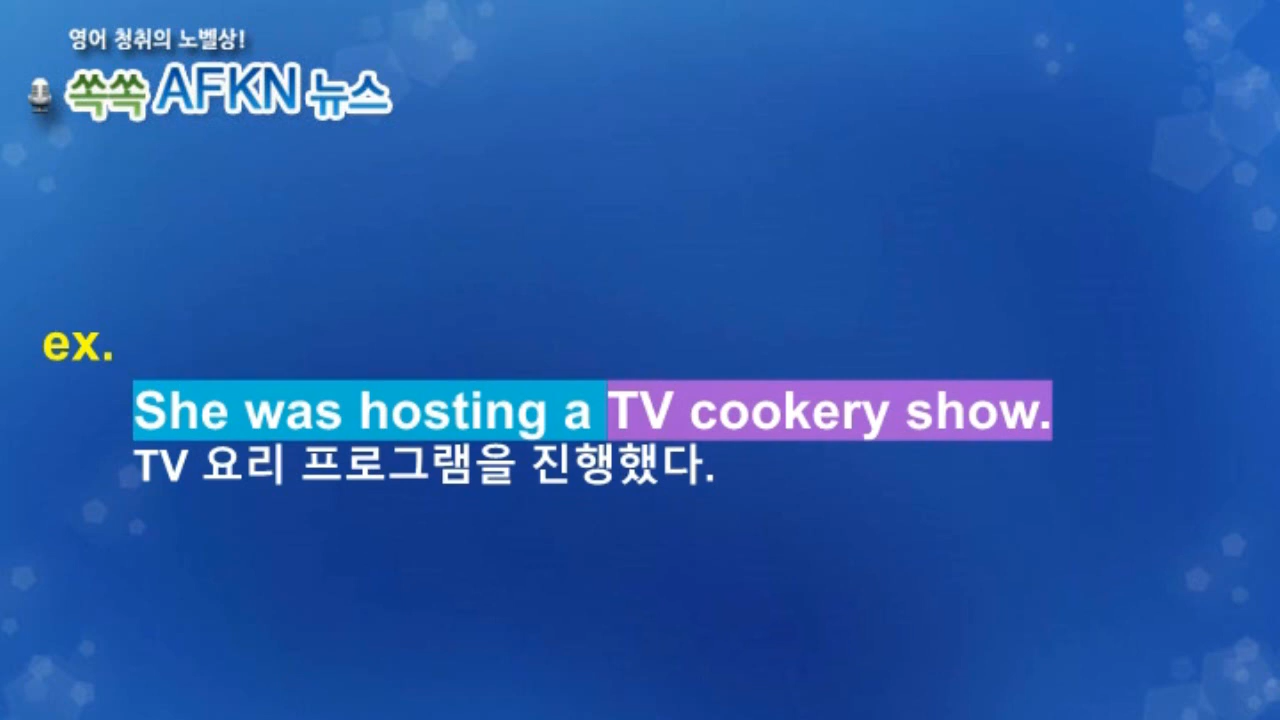 영어 청취의 노벨상!
쏙쏙 AFKN 뉴스
ex.
She was hosting a TV cookery show.
TV 요리 프로그램을 진행했다.